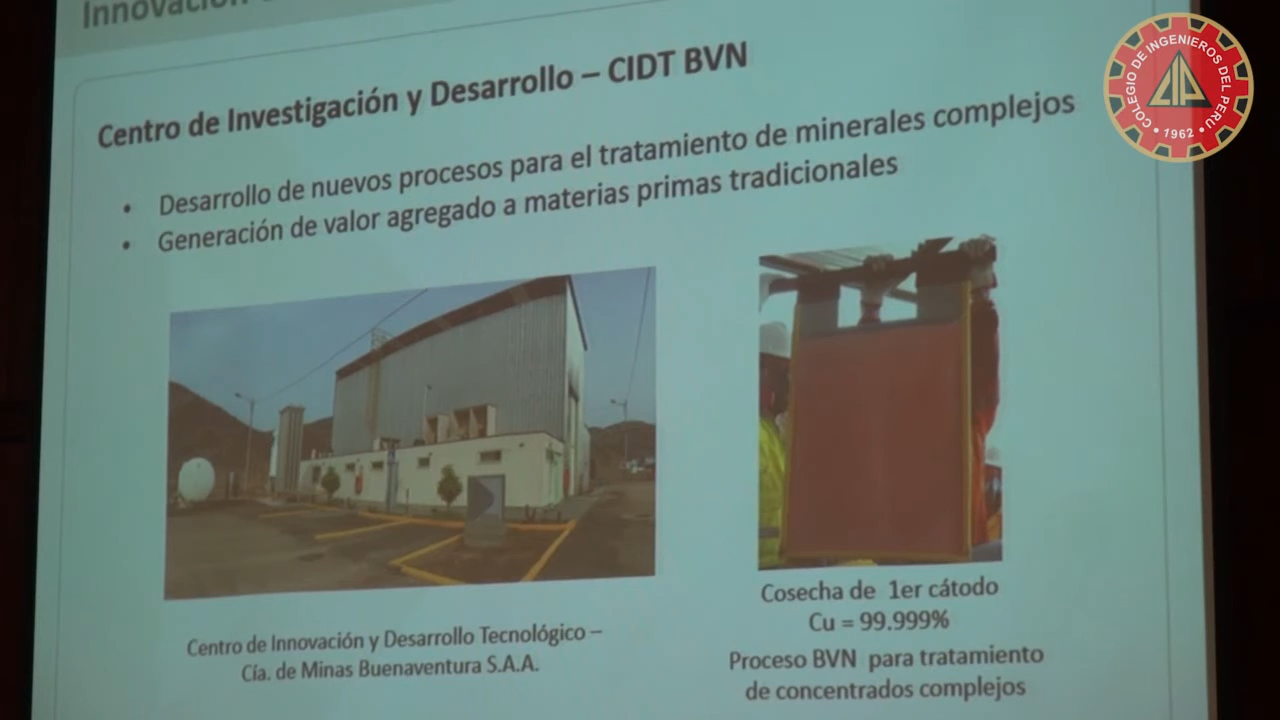 Innovación
COLEGIO DE INGENIEROS DEL PERU
• 1962 •
CIP
Centro de Investigación y Desarrollo – CIDT BVN
• Desarrollo de nuevos procesos para el tratamiento de minerales complejos
• Generación de valor agregado a materias primas tradicionales
Centro de Innovación y Desarrollo Tecnológico –
Cía. de Minas Buenaventura S.A.A.
Cosecha de 1er cátodo
Cu = 99.999%
Proceso BVN para tratamiento
de concentrados complejos